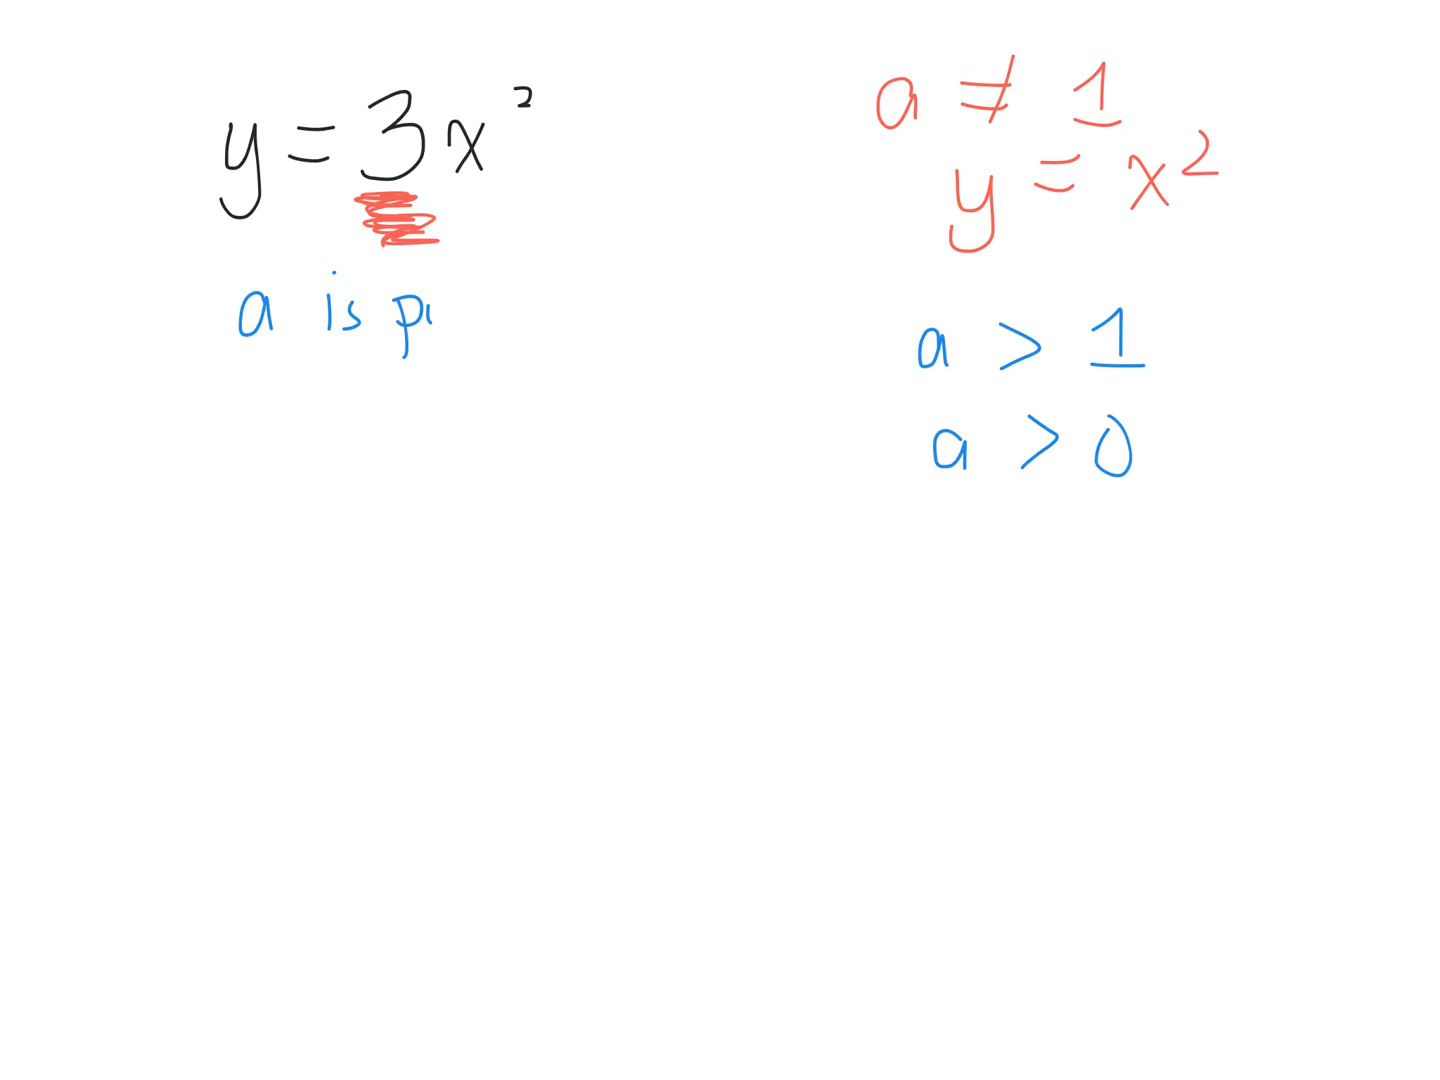 y = 3x²
a is
a ≠ 1
y = x²
a > 1
a > 0